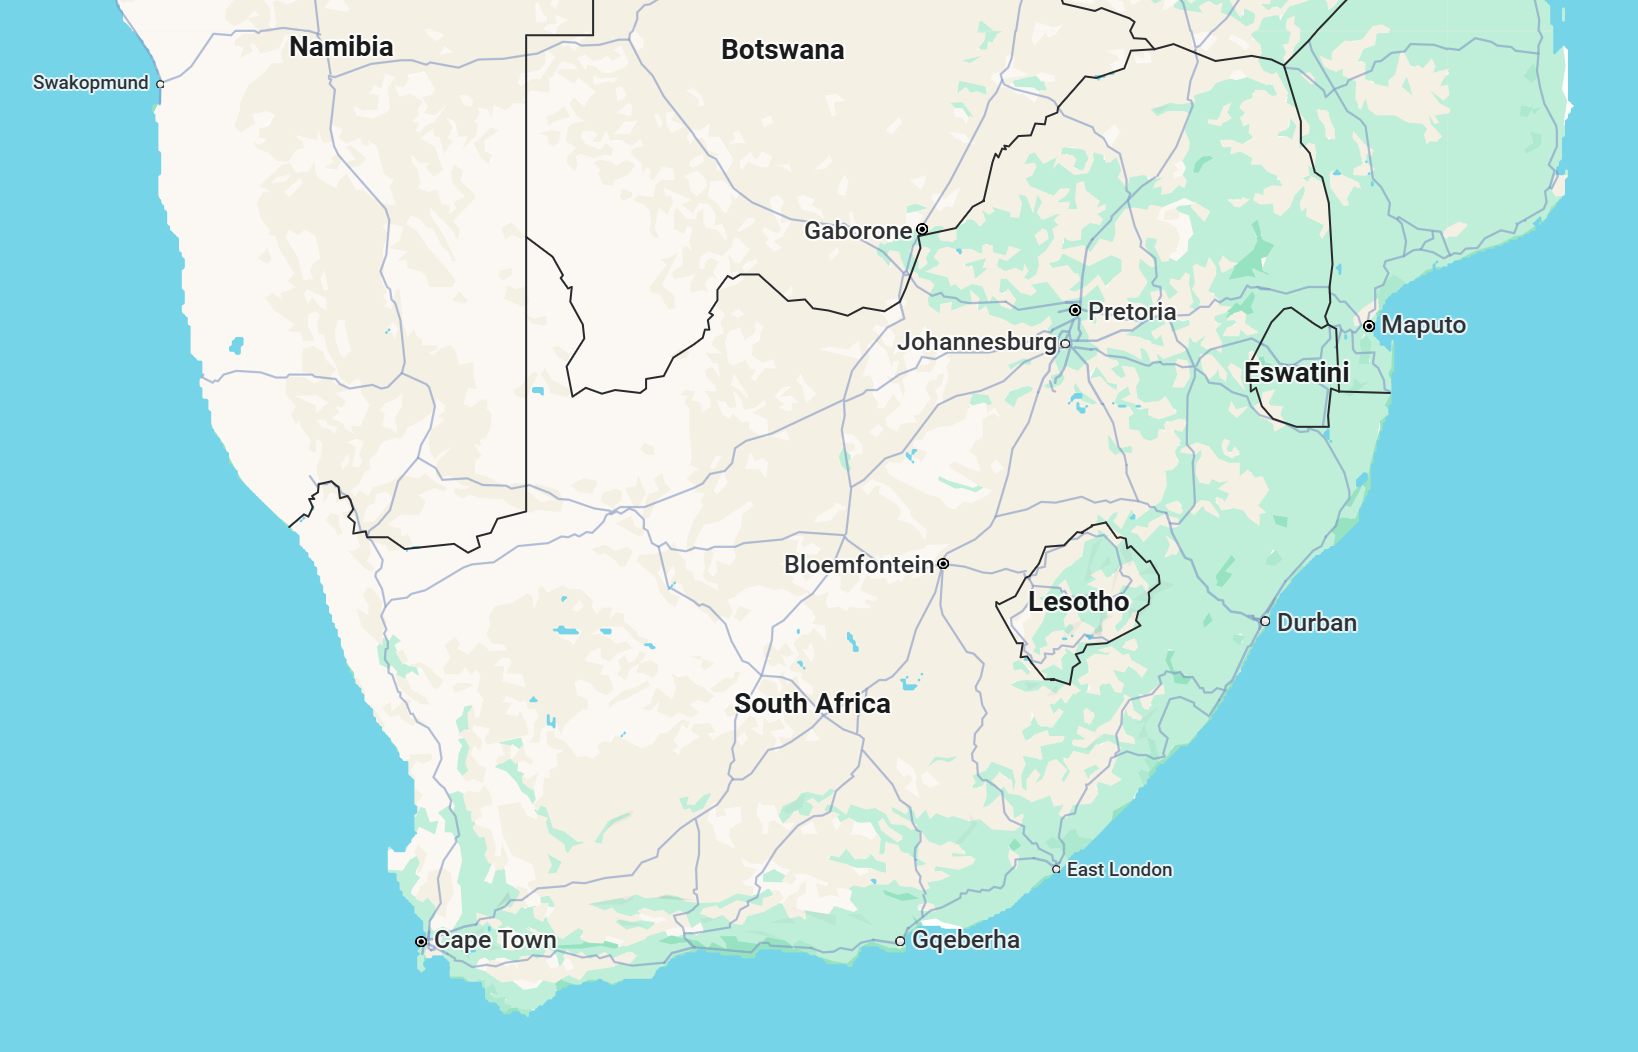 Namibia
Botswana
Swakopmund
Gaborone
Pretoria
Maputo
Johannesburg
Eswatini
Bloemfontein
Lesotho
Durban
South Africa
East London
Cape Town
Gqeberha